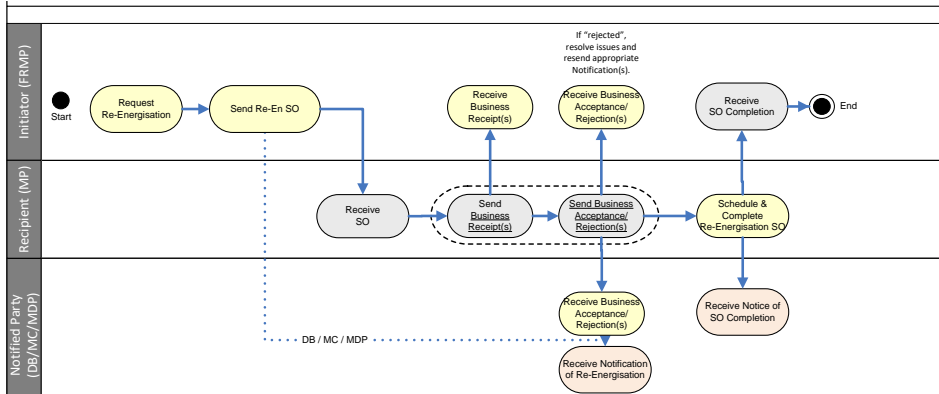 Initiator (FRMP)
Start
Request
Re-Energisation
Send Re-En SO
Receive
Business
Receipt(s)
If “rejected”,
resolve issues and
resend appropriate
Notification(s).
Receive Business
Acceptance/
Rejection(s)
Receive
SO Completion
End
Recipient (MP)
Receive
SO
Send
Business
Receipt(s)
Send Business
Acceptance/
Rejection(s)
Schedule &
Complete
Re-Energisation SO
Notified Party
(DB/MC/MDP)
DB / MC / MDP
Receive Business
Acceptance/
Rejection(s)
Receive Notification
of Re-Energisation
Receive Notice of
SO Completion